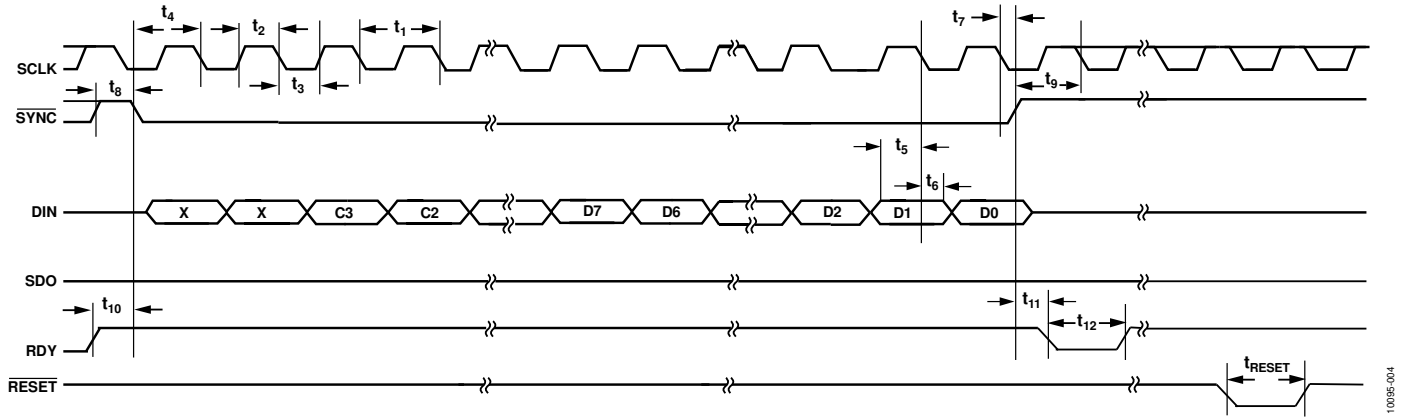 t4
t2
t1
t7
SCLK
t3
t9
t8
SYNC
t5
t6
DIN
X X C3 C2 D7 D6 D2 D1 D0
SDO
t10
t11
t12
RDY
tRESET
RESET
10095-004